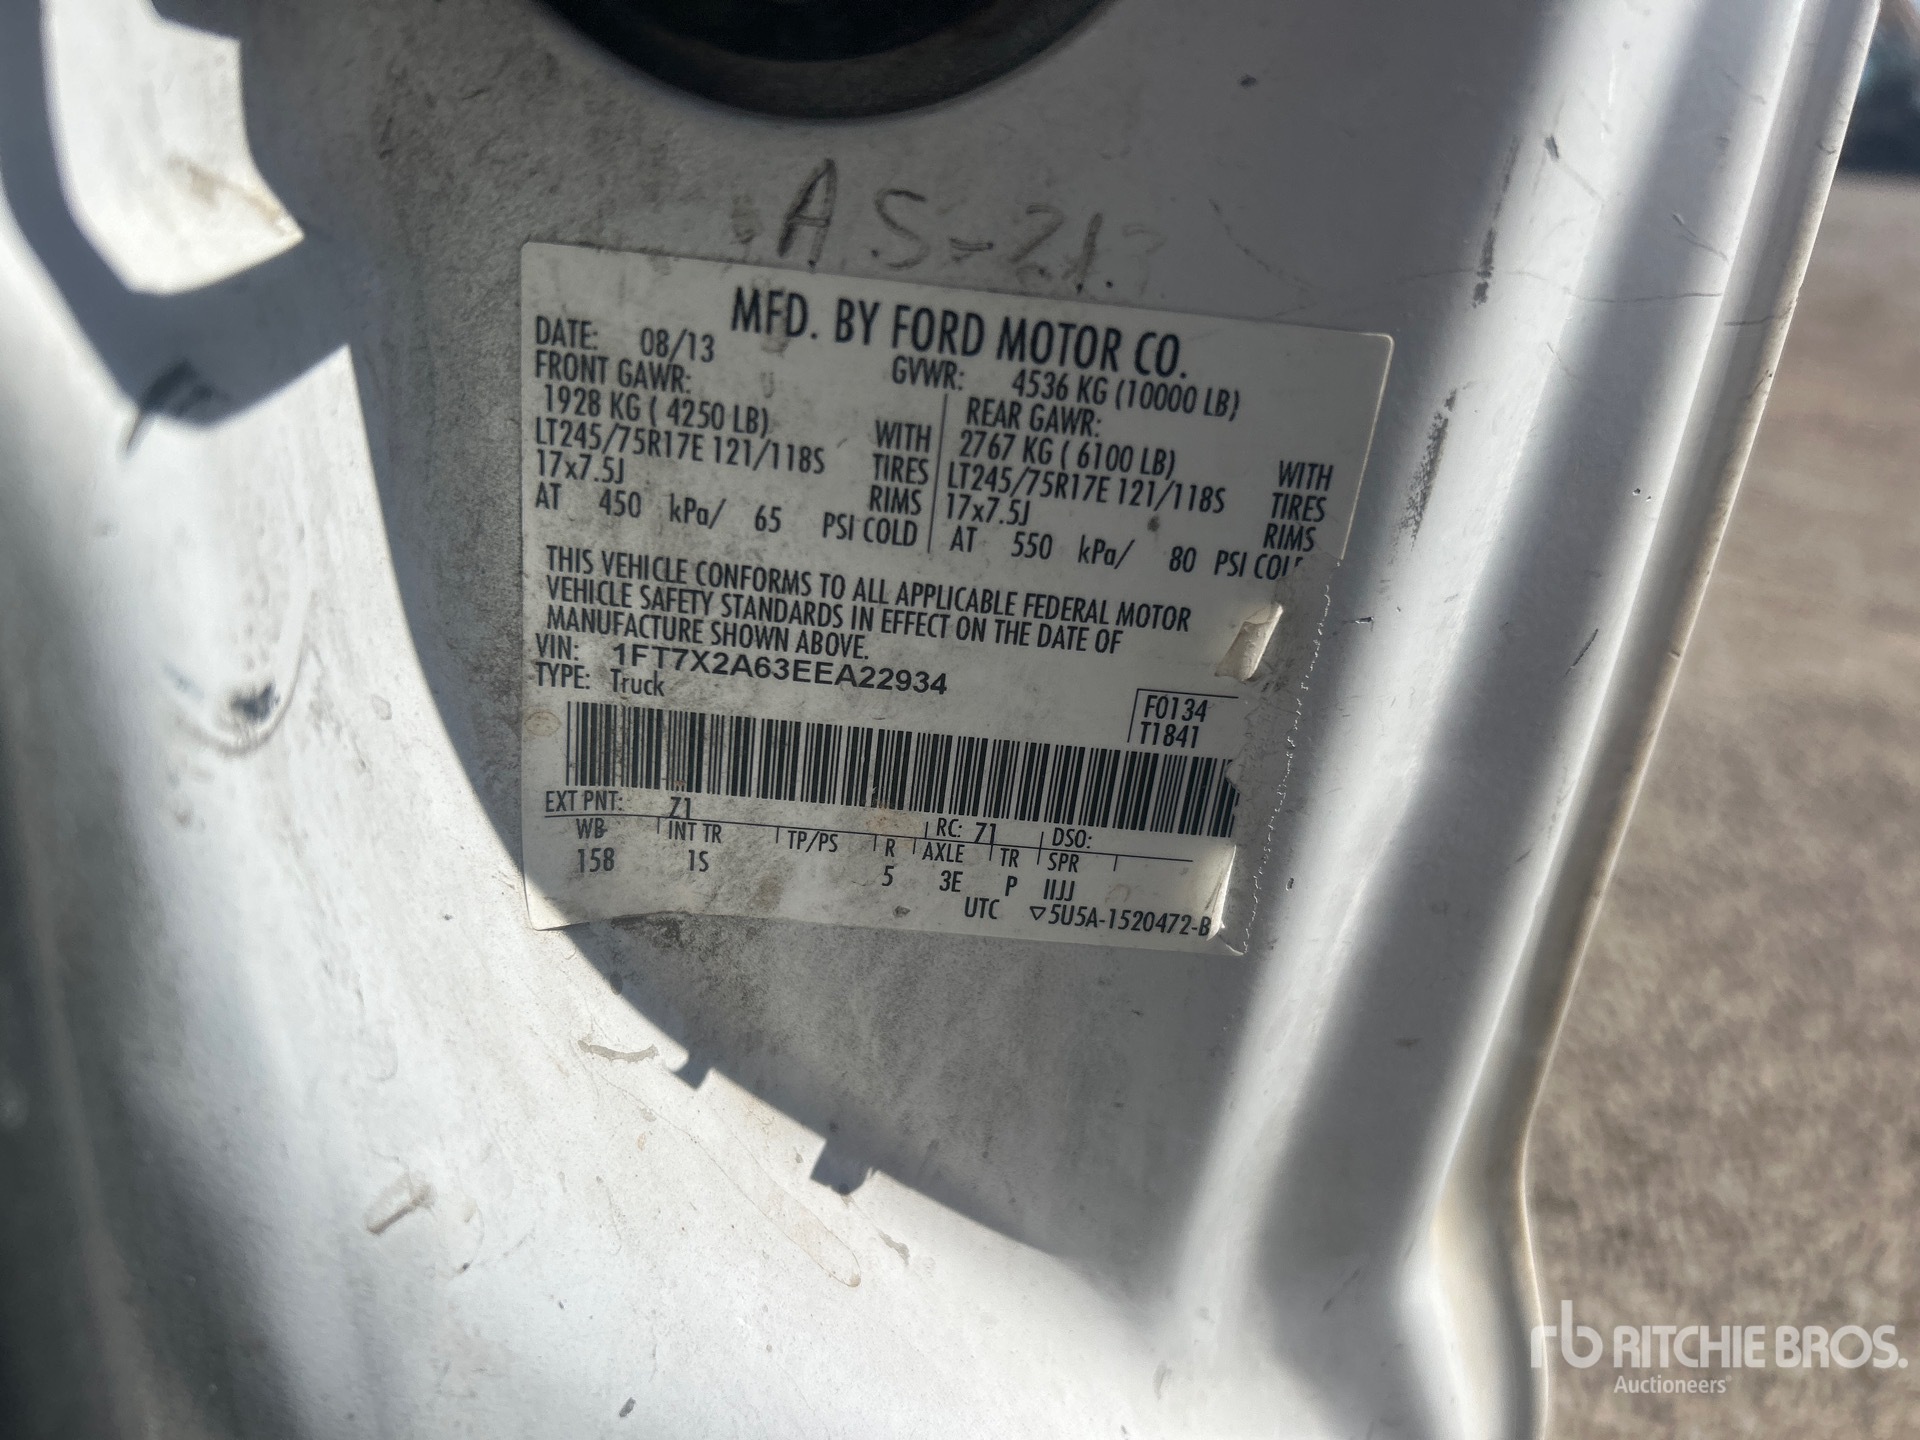 A.S-21.
MFD. BY FORD MOTOR CO.
DATE: 08/13 GVWR: 4536 KG (10000 LB)
FRONT GAWR: REAR GAWR:
1928 KG ( 4250 LB) WITH 2767 KG ( 6100 LB) WITH
LT245/75R17E 121/118S TIRES LT245/75R17E 121/118S TIRES
17x7.5J RIMS 17x7.5J RIMS
AT 450 kPa/ 65 PSI COLD AT 550 kPa/ 80 PSI COL
THIS VEHICLE CONFORMS TO ALL APPLICABLE FEDERAL MOTOR
VEHICLE SAFETY STANDARDS IN EFFECT ON THE DATE OF
MANUFACTURE SHOWN ABOVE.
VIN: 1FT7X2A63EEA22934
TYPE: Truck
F0134
T1841
EXT PNT: Z1 RC: 71 DSO:
WB INT TR TP/PS R AXLE TR SPR
158 1S 5 3E P IIJJ
UTC ▽5U5A-1520472-B
rb RITCHIE BROS.
Auctioneers